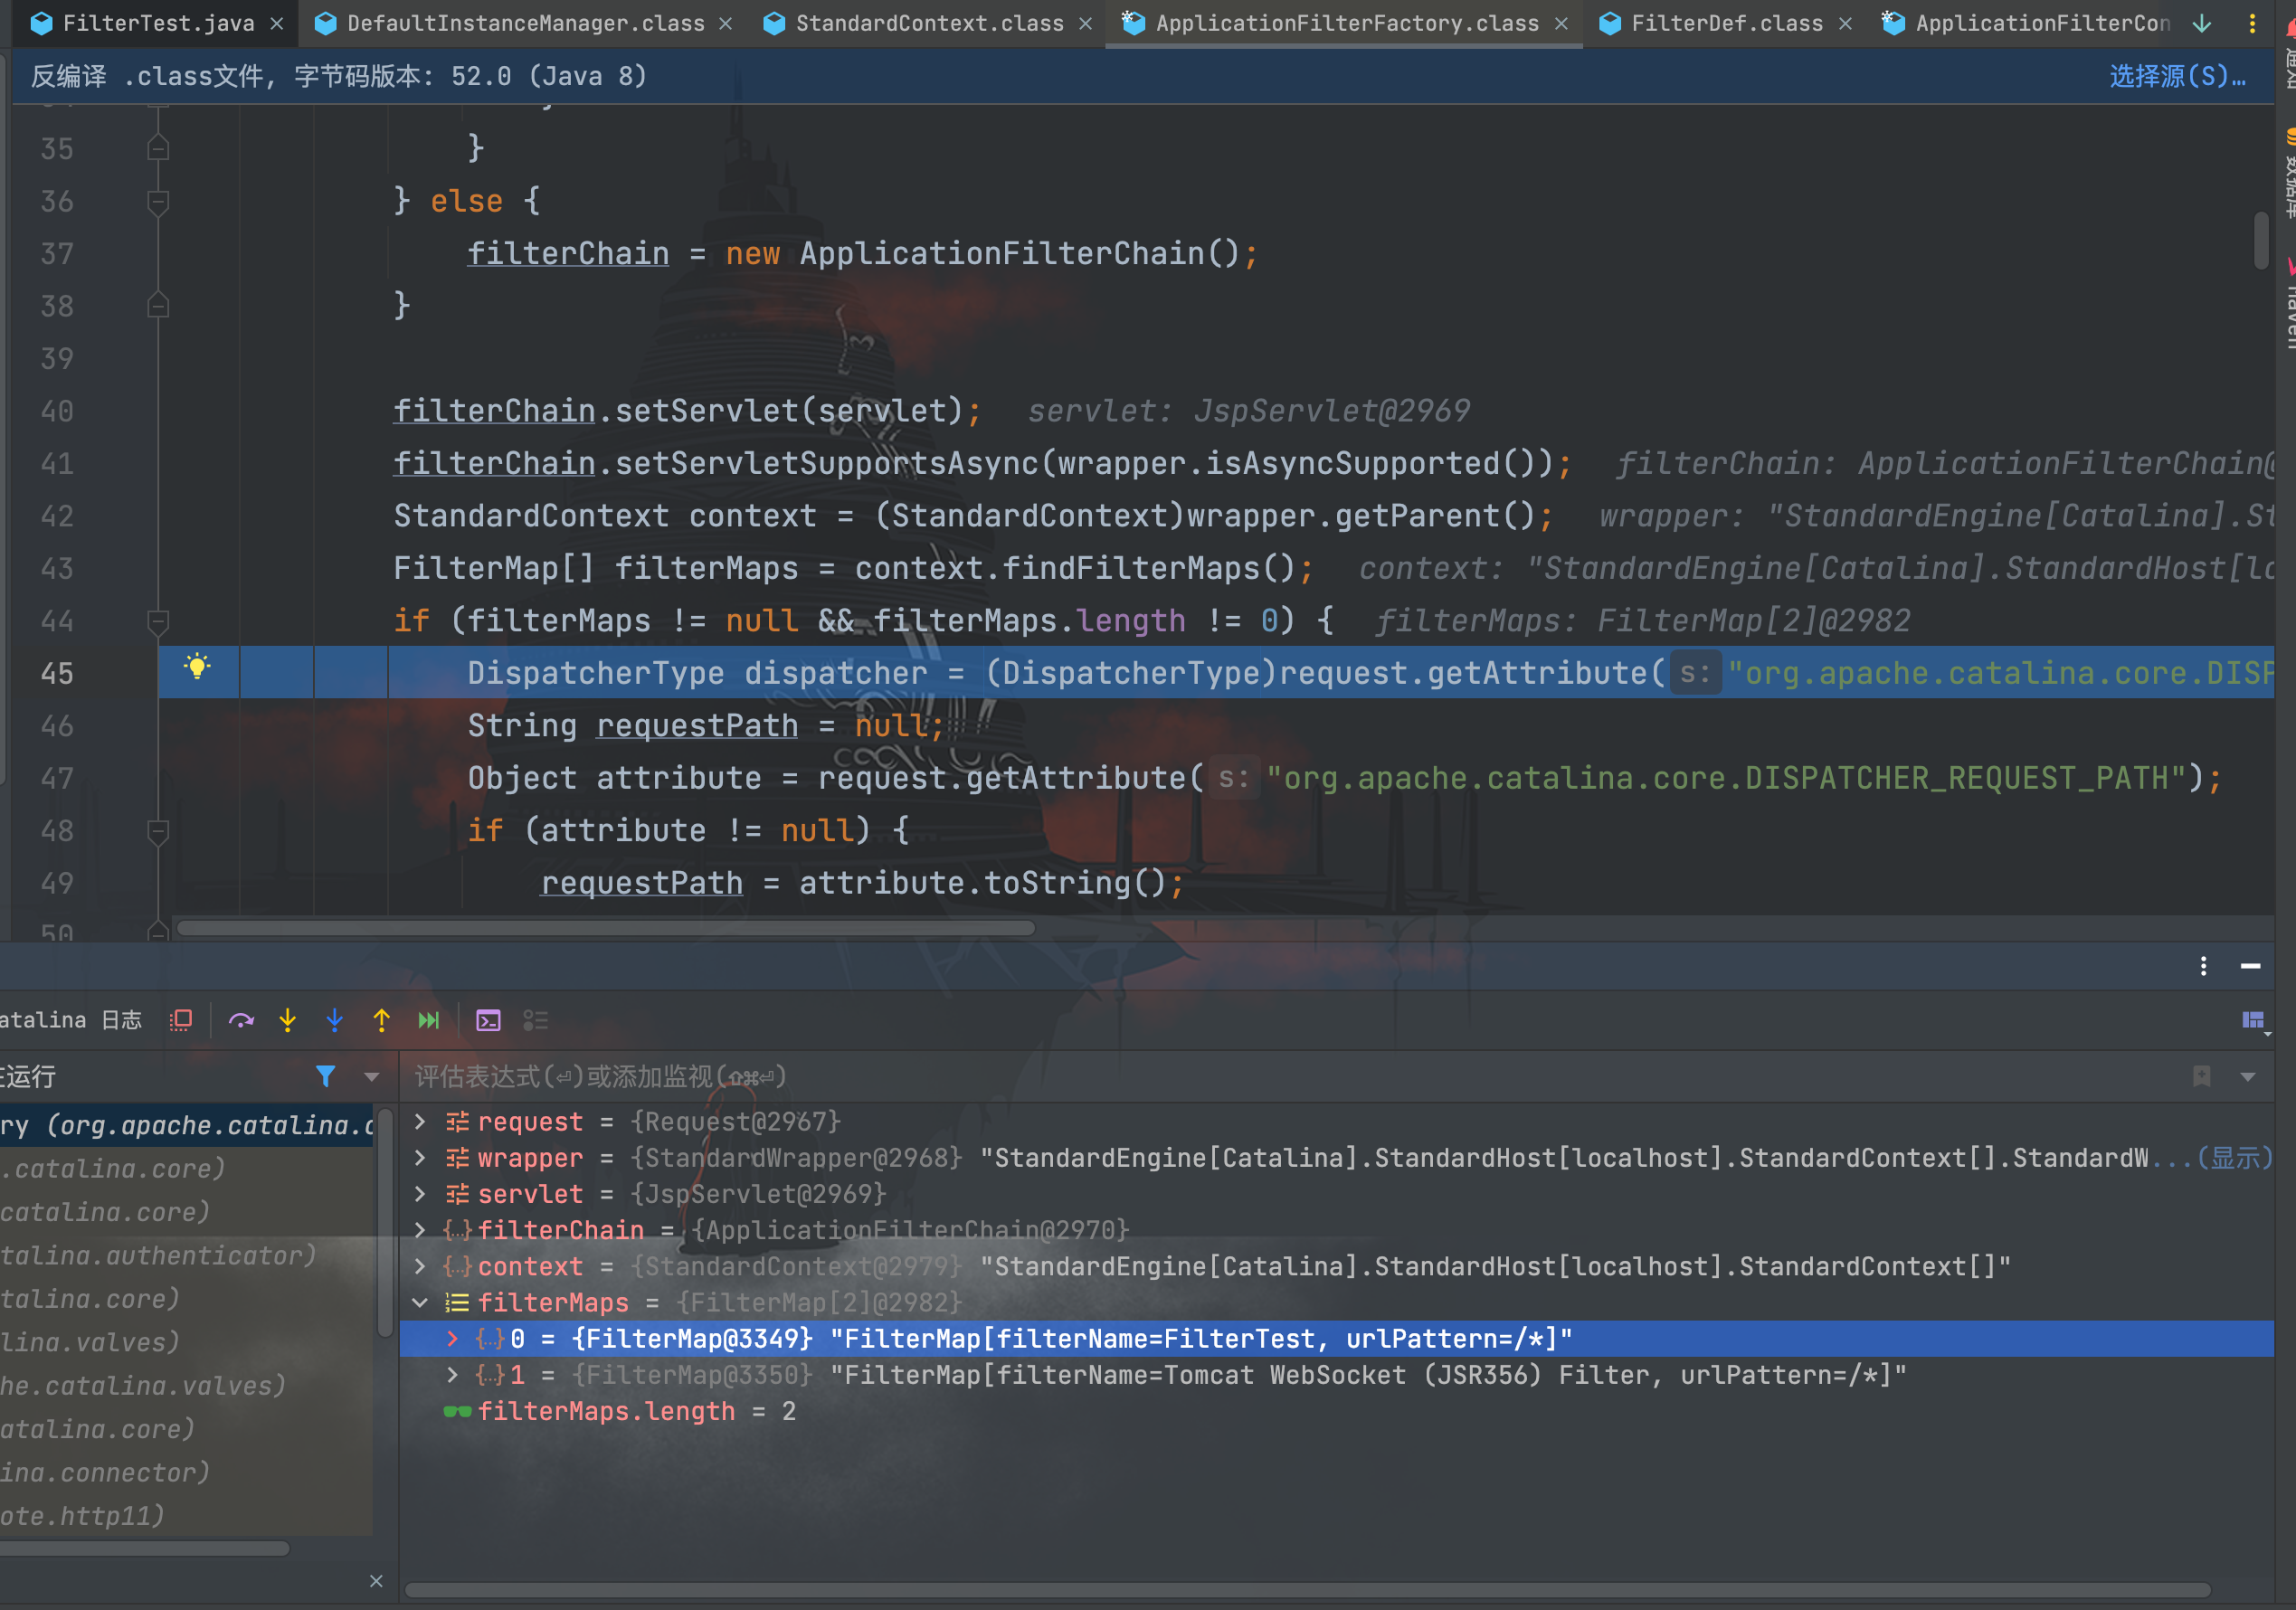 FilterTest.java DefaultInstanceManager.class StandardContext.class ApplicationFilterFactory.class FilterDef.class ApplicationFilterCon
反编译 .class文件, 字节码版本: 52.0 (Java 8) 选择源(S)…
35 }
36 } else {
37 filterChain = new ApplicationFilterChain();
38 }
39
40 filterChain.setServlet(servlet); servlet: JspServlet@2969
41 filterChain.setServletSupportsAsync(wrapper.isAsyncSupported()); filterChain: ApplicationFilterChain@
42 StandardContext context = (StandardContext)wrapper.getParent(); wrapper: "StandardEngine[Catalina].St
43 FilterMap[] filterMaps = context.findFilterMaps(); context: "StandardEngine[Catalina].StandardHost[lo
44 if (filterMaps != null && filterMaps.length != 0) { filterMaps: FilterMap[2]@2982
45 DispatcherType dispatcher = (DispatcherType)request.getAttribute( s: "org.apache.catalina.core.DISP
46 String requestPath = null;
47 Object attribute = request.getAttribute( s: "org.apache.catalina.core.DISPATCHER_REQUEST_PATH");
48 if (attribute != null) {
49 requestPath = attribute.toString();
50
数据库
atalina 日志
运行
评估表达式(⏎)或添加监视(⇧⌘⏎)
ry (org.apache.catalina.c
.catalina.core)
catalina.core)
talina.authenticator)
talina.core)
lina.valves)
he.catalina.valves)
atalina.core)
ina.connector)
ote.http11)
request = {Request@2967}
wrapper = {StandardWrapper@2968} "StandardEngine[Catalina].StandardHost[localhost].StandardContext[].StandardW...(显示)
servlet = {JspServlet@2969}
filterChain = {ApplicationFilterChain@2970}
context = {StandardContext@2979} "StandardEngine[Catalina].StandardHost[localhost].StandardContext[]"
filterMaps = {FilterMap[2]@2982}
0 = {FilterMap@3349} "FilterMap[filterName=FilterTest, urlPattern=/*]"
1 = {FilterMap@3350} "FilterMap[filterName=Tomcat WebSocket (JSR356) Filter, urlPattern=/*]"
filterMaps.length = 2